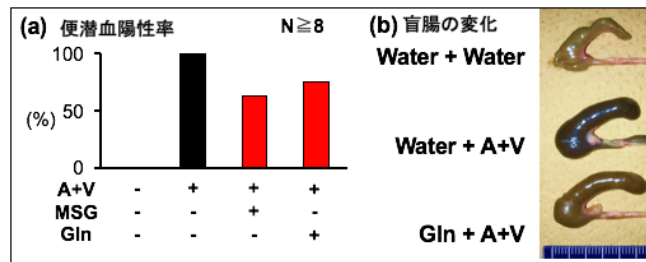 (a) 便潜血陽性率 N≧8
100
50
(%)
0
A+V - + + +
MSG - - + -
Gln - - - +
(b) 盲腸の変化
Water + Water
Water + A+V
Gln + A+V